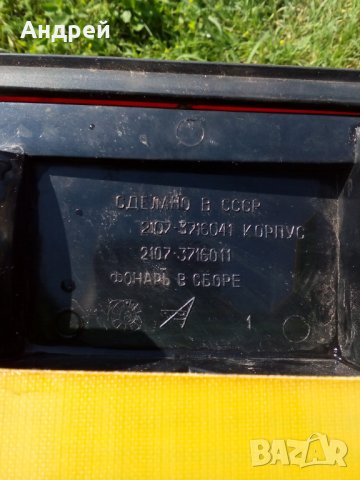 Андрей
СДЕЛАНО В СССР
2107-3716041 КОРПУС
2107-3716011
ФОНАРЬ В СБОРЕ
1
BAZAR